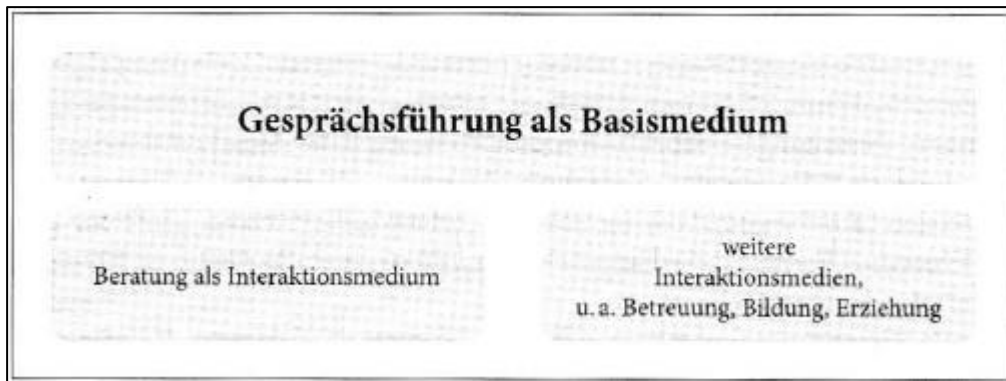 Gesprächsführung als Basismedium
Beratung als Interaktionsmedium
weitere
Interaktionsmedien,
u. a. Betreuung, Bildung, Erziehung